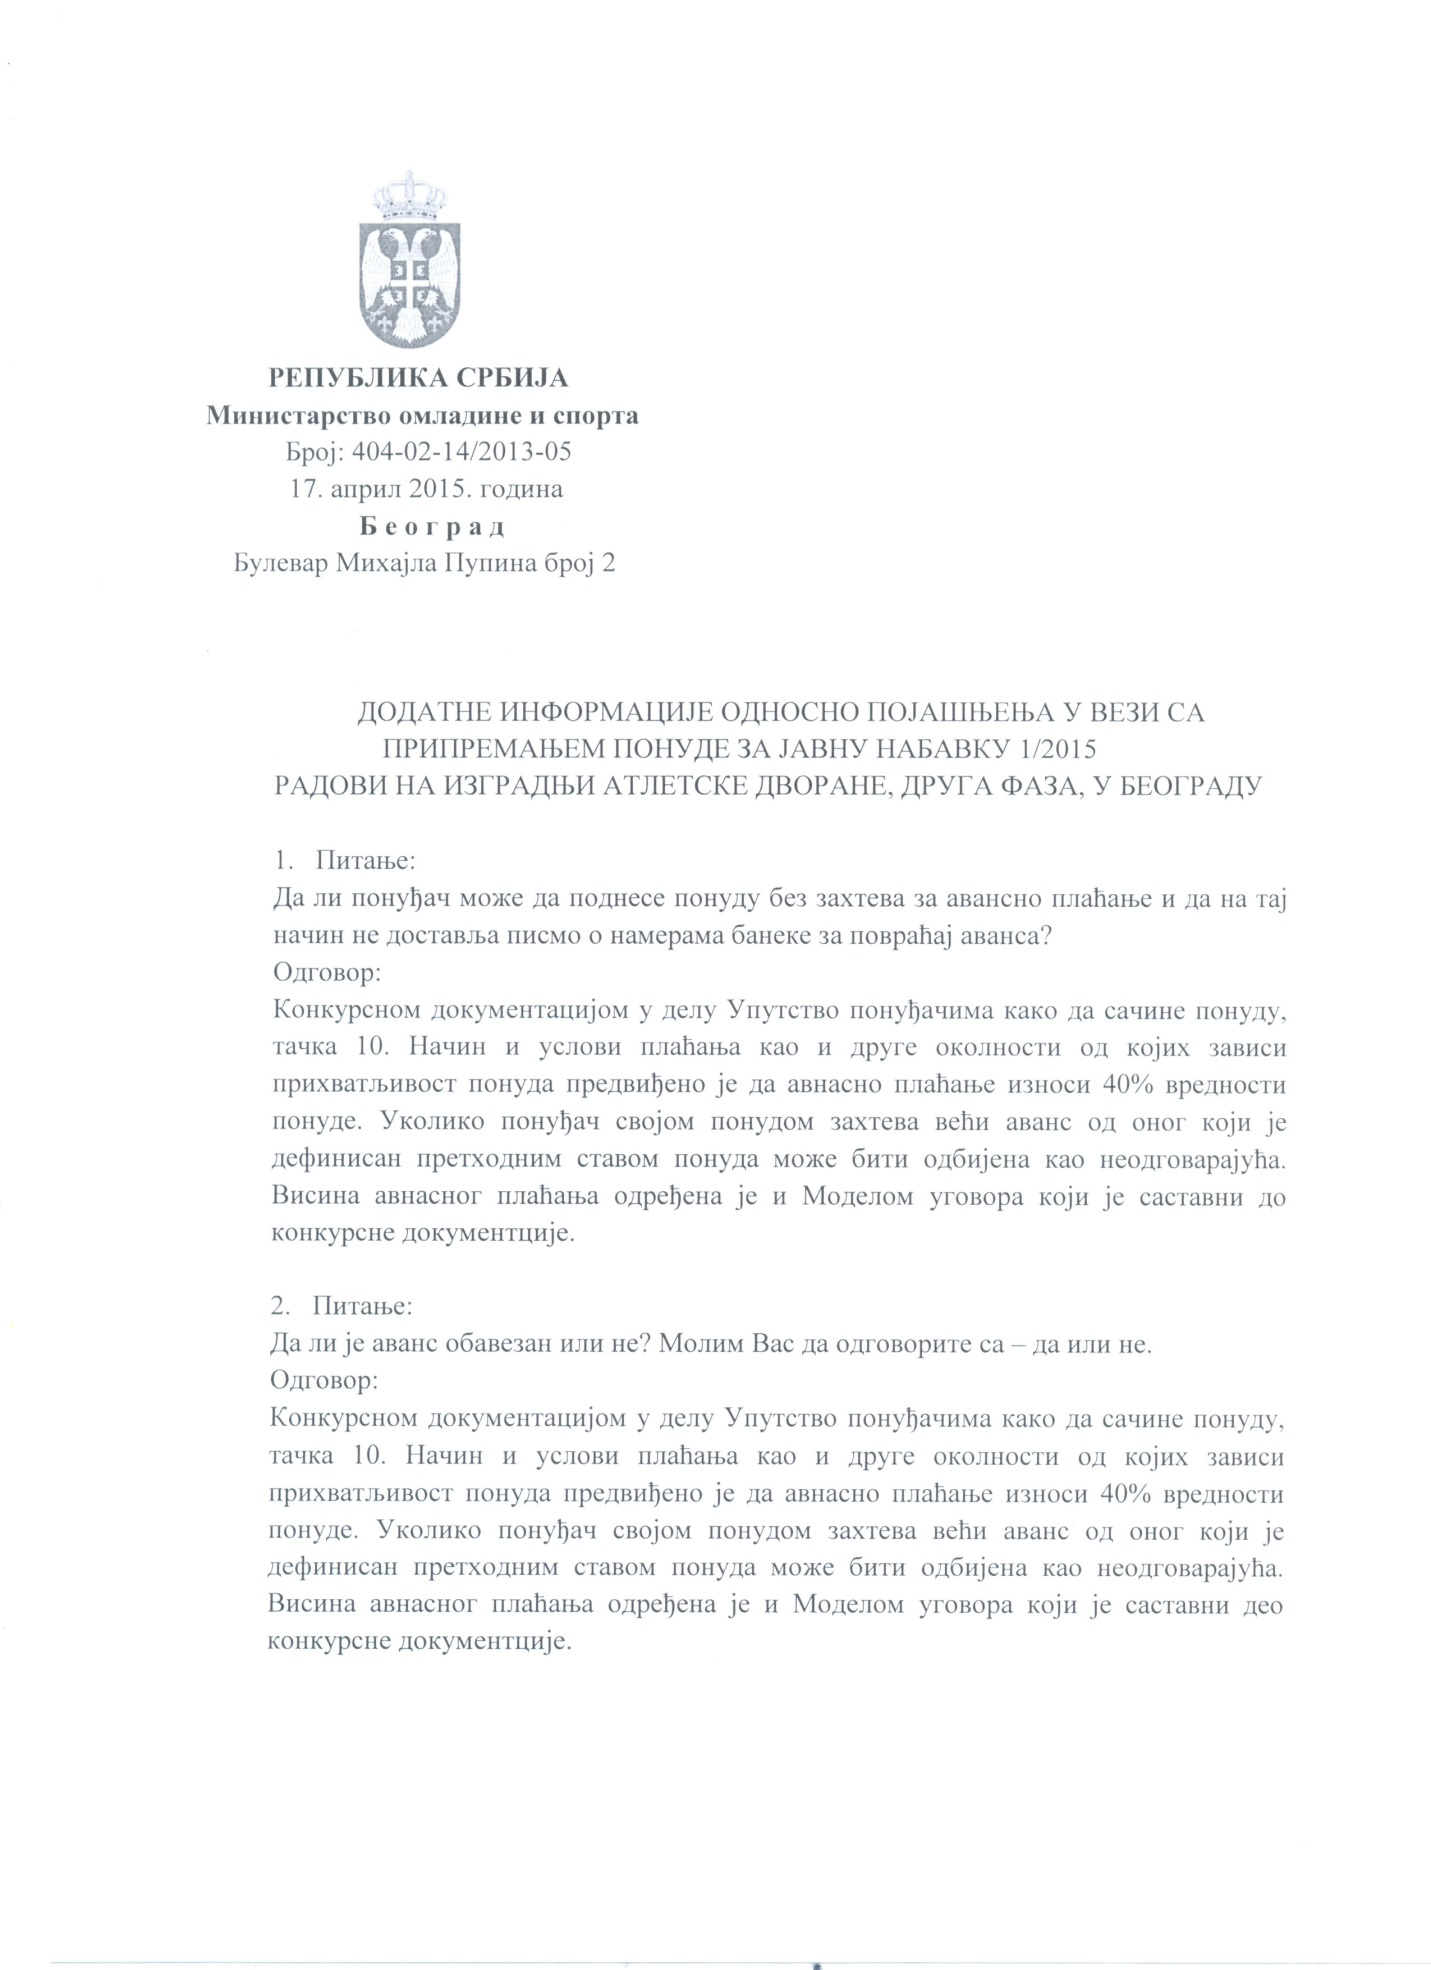 РЕПУБЛИКА СРБИЈА
Министарство омладине и спорта
Број: 404-02-14/2013-05
17. април 2015. година
Б е о г р а д
Булевар Михајла Пупина број 2
ДОДАТНЕ ИНФОРМАЦИЈЕ ОДНОСНО ПОЈАШЊЕЊА У ВЕЗИ СА
ПРИПРЕМАЊЕМ ПОНУДЕ ЗА ЈАВНУ НАБАВКУ 1/2015
РАДОВИ НА ИЗГРАДЊИ АТЛЕТСКЕ ДВОРАНЕ, ДРУГА ФАЗА, У БЕОГРАДУ
1. Питање:
Да ли понуђач може да поднесе понуду без захтева за авансно плаћање и да на тај
начин не доставља писмо о намерама банеке за повраћај аванса?
Одговор:
Конкурсном документацијом у делу Упутство понуђачима како да сачине понуду,
тачка 10. Начин и услови плаћања као и друге околности од којих зависи
прихватљивост понуда предвиђено је да авнасно плаћање износи 40% вредности
понуде. Уколико понуђач својом понудом захтева већи аванс од оног који је
дефинисан претходним ставом понуда може бити одбијена као неодговарајућа.
Висина авнасног плаћања одређена је и Моделом уговора који је саставни до
конкурсне документције.
2. Питање:
Да ли је аванс обавезан или не? Молим Вас да одговорите са – да или не.
Одговор:
Конкурсном документацијом у делу Упутство понуђачима како да сачине понуду,
тачка 10. Начин и услови плаћања као и друге околности од којих зависи
прихватљивост понуда предвиђено је да авнасно плаћање износи 40% вредности
понуде. Уколико понуђач својом понудом захтева већи аванс од оног који је
дефинисан претходним ставом понуда може бити одбијена као неодговарајућа.
Висина авнасног плаћања одређена је и Моделом уговора који је саставни део
конкурсне документције.